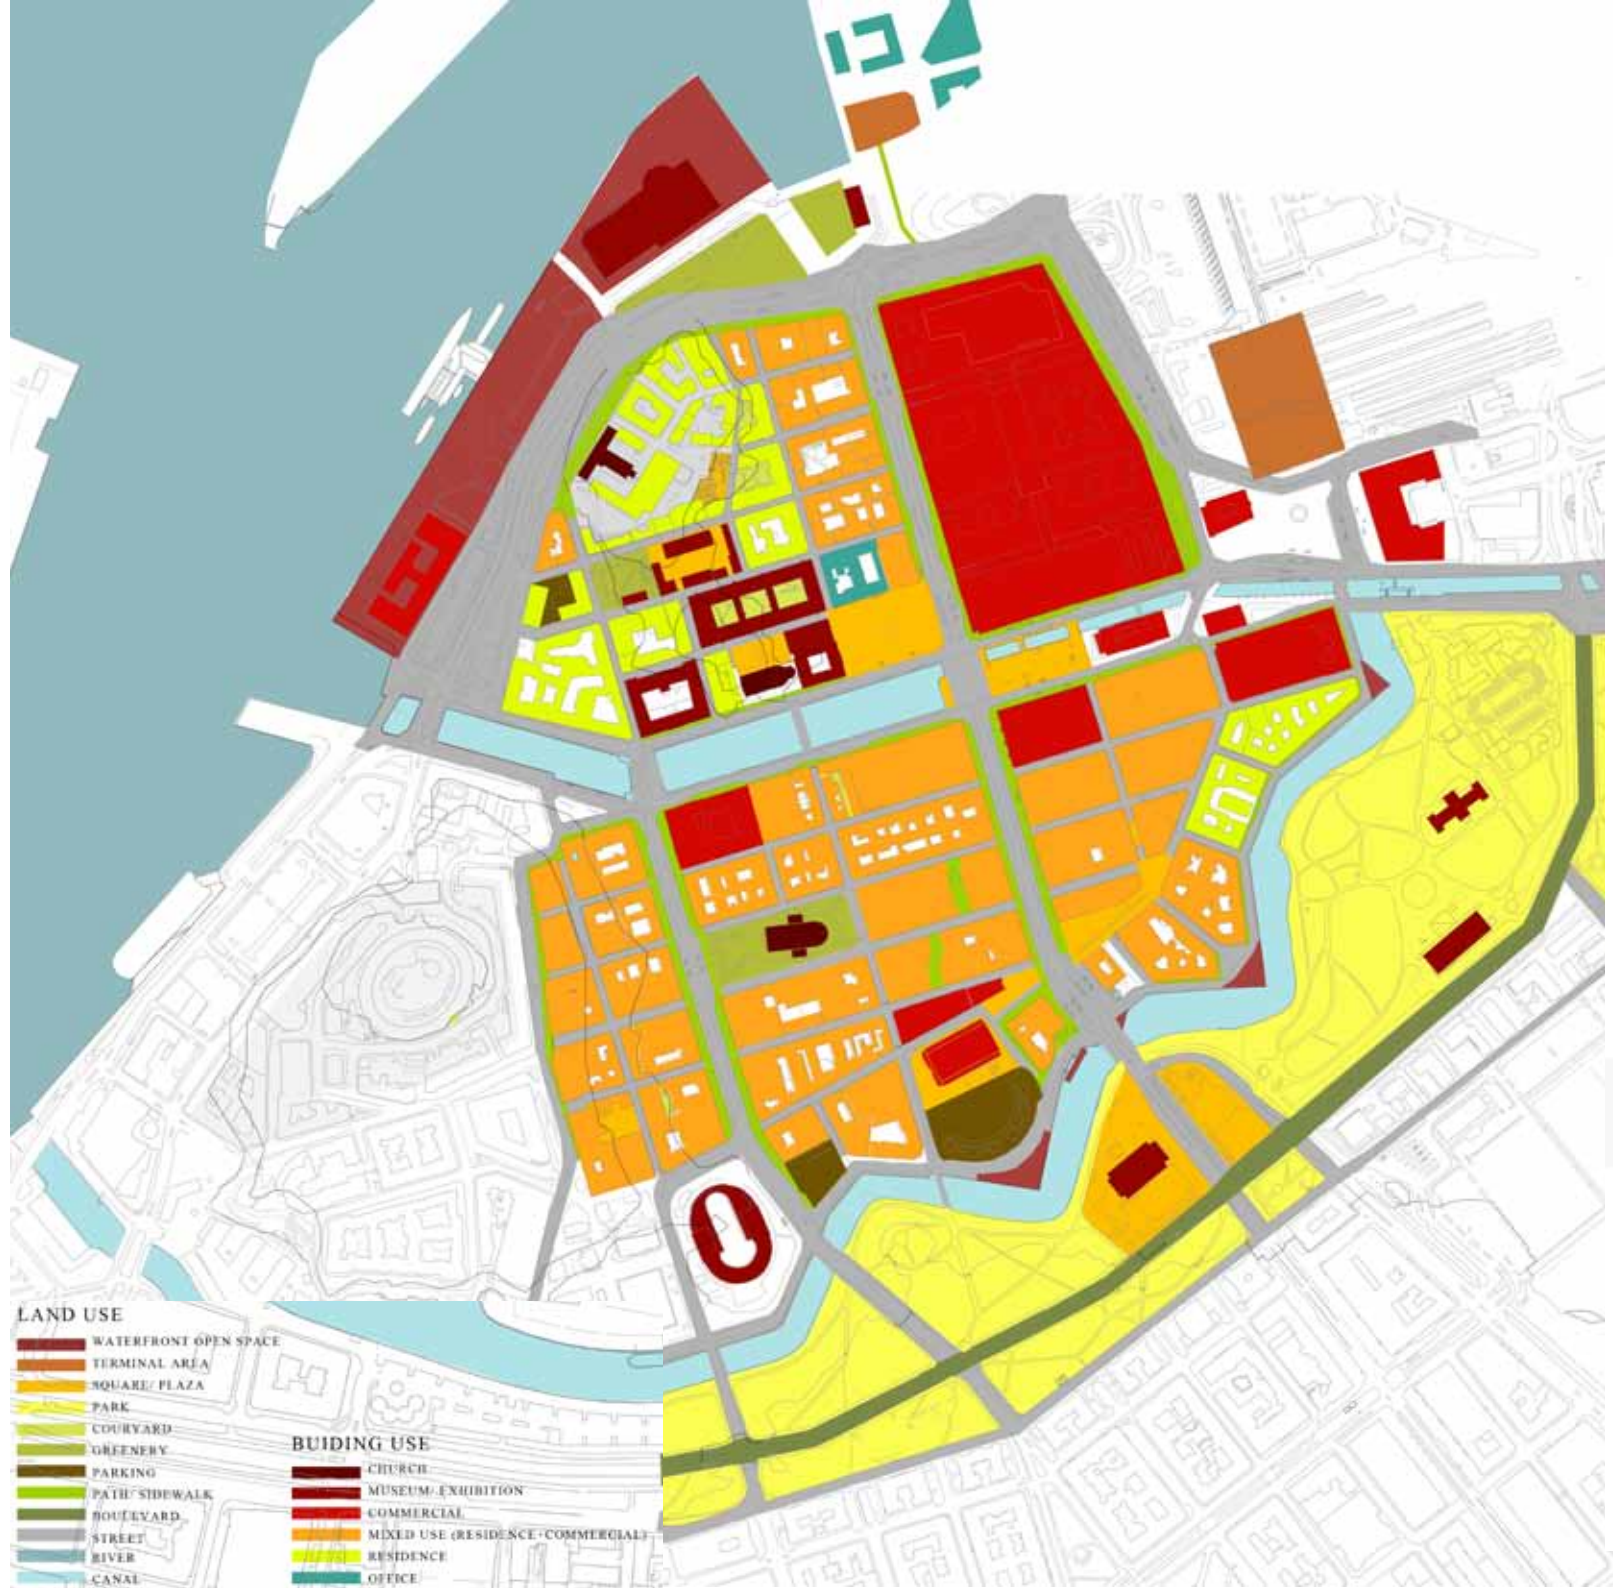 LAND USE
WATERFRONT OPEN SPACE
TERMINAL AREA
SQUARE/ PLAZA
PARK
COURYARD
GREENERY
PARKING
PATH/ SIDEWALK
BOULEVARD
STREET
RIVER
CANAL
BUIDING USE
CHURCH
MUSEUM/ EXHIBITION
COMMERCIAL
MIXED USE (RESIDENCE+COMMERCIAL)
RESIDENCE
OFFICE